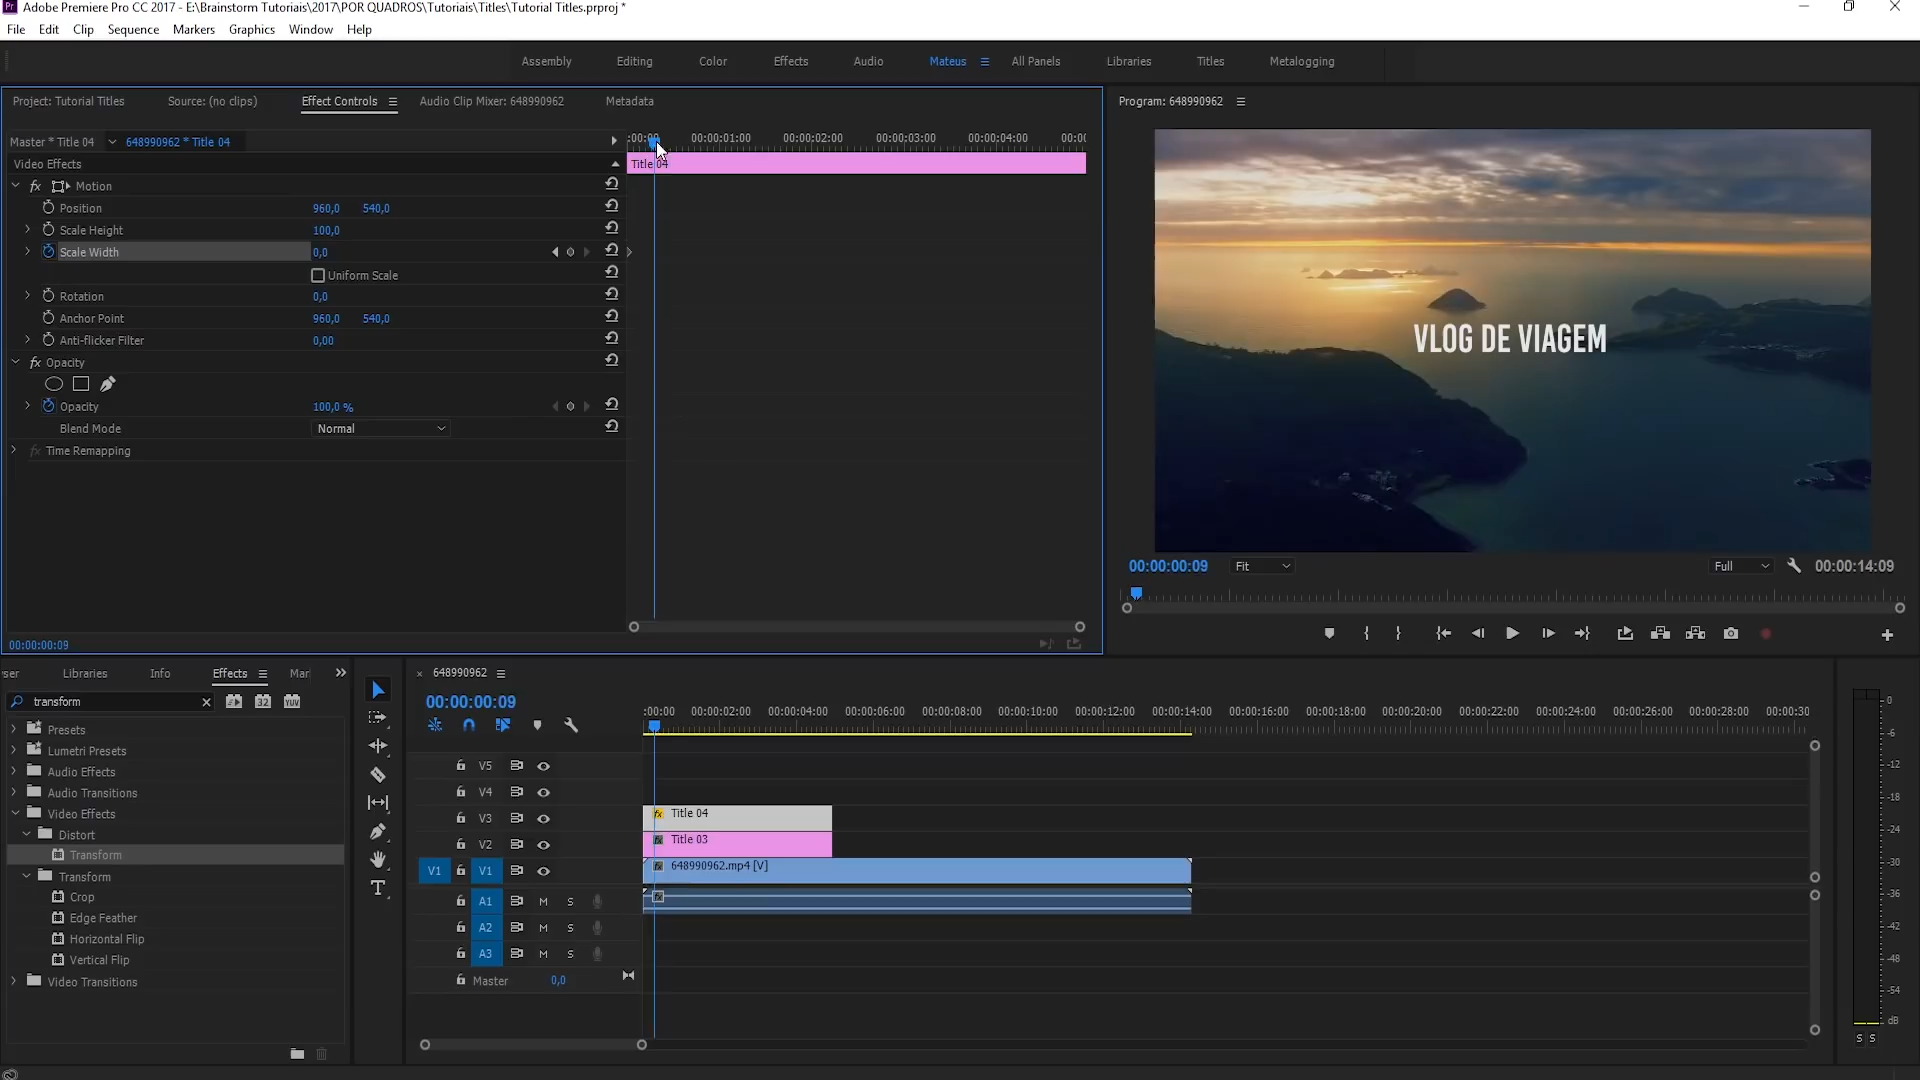 Pr Adobe Premiere Pro CC 2017 - E:\Brainstorm Tutoriais\2017\POR QUADROS\Tutoriais\Titles\Tutorial Titles.prproj *
File Edit Clip Sequence Markers Graphics Window Help
Assembly Editing Color Effects Audio Mateus All Panels Libraries Titles Metalogging
Project: Tutorial Titles Source: (no clips) Effect Controls Audio Clip Mixer: 648990962 Metadata
Program: 648990962
Master * Title 04 648990962 * Title 04
:00:00 00:00:01:00 00:00:02:00 00:00:03:00 00:00:04:00 00:00
Video Effects
Title 04
fx Motion
Position 960,0 540,0
Scale Height 100,0
Scale Width 0,0
Uniform Scale
Rotation 0,0
Anchor Point 960,0 540,0
Anti-flicker Filter 0,00
fx Opacity
Opacity 100,0 %
Blend Mode Normal
fx Time Remapping
00:00:00:09
VLOG DE VIAGEM
00:00:00:09 Fit Full 00:00:14:09
ser Libraries Info Effects Mar
transform 32 YUV
Presets
Lumetri Presets
Audio Effects
Audio Transitions
Video Effects
Distort
Transform
Transform
Crop
Edge Feather
Horizontal Flip
Vertical Flip
Video Transitions
T
× 648990962
00:00:00:09
:00:00 00:00:02:00 00:00:04:00 00:00:06:00 00:00:08:00 00:00:10:00 00:00:12:00 00:00:14:00 00:00:16:00 00:00:18:00 00:00:20:00 00:00:22:00 00:00:24:00 00:00:26:00 00:00:28:00 00:00:30
V5
V4
V3 fx Title 04
V2 fx Title 03
V1 V1 fx 648990962.mp4 [V]
A1 M S fx
A2 M S
A3 M S
Master 0,0
0
-6
-12
-18
-24
-30
-36
-42
-48
-54
dB
S S